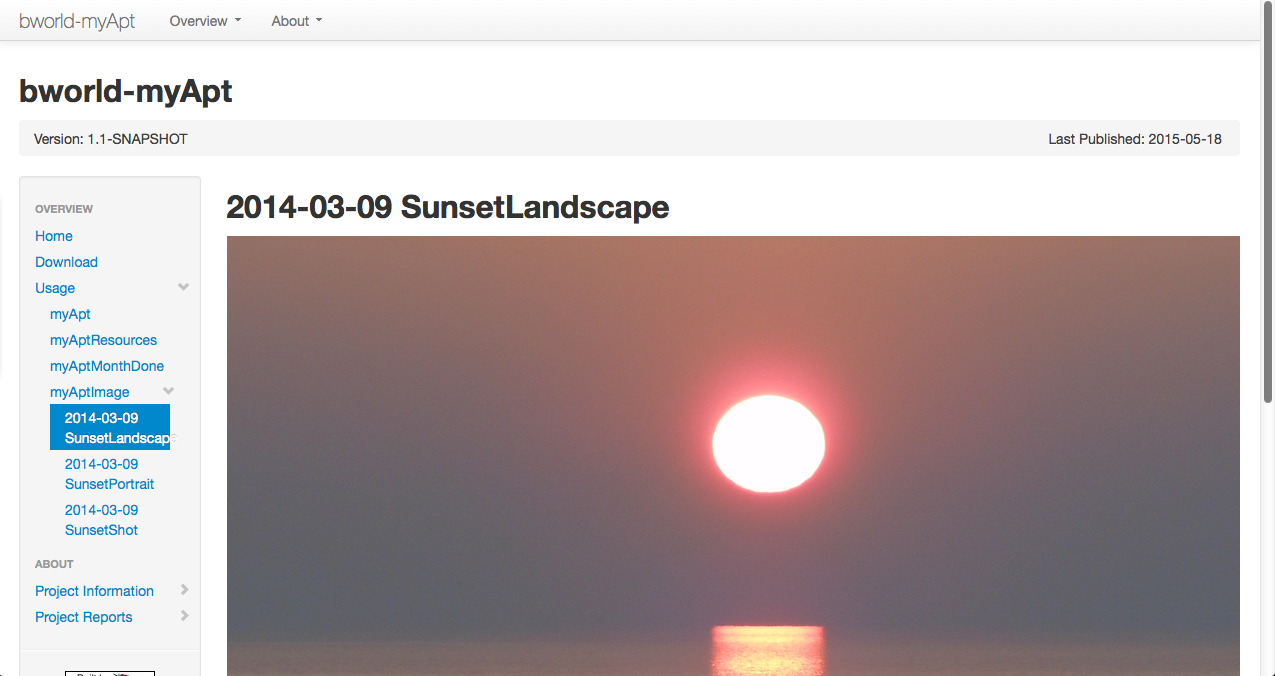 bworld-myApt Overview About
bworld-myApt
Version: 1.1-SNAPSHOT Last Published: 2015-05-18
OVERVIEW
Home
Download
Usage
myApt
myAptResources
myAptMonthDone
myAptImage
2014-03-09
SunsetLandscape
2014-03-09
SunsetPortrait
2014-03-09
SunsetShot
ABOUT
Project Information
Project Reports
2014-03-09 SunsetLandscape